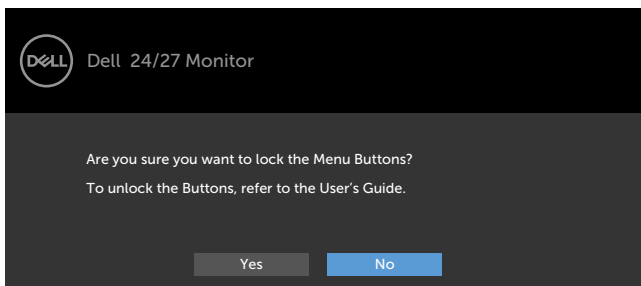 DELL
Dell 24/27 Monitor
Are you sure you want to lock the Menu Buttons?
To unlock the Buttons, refer to the User’s Guide.
Yes
No